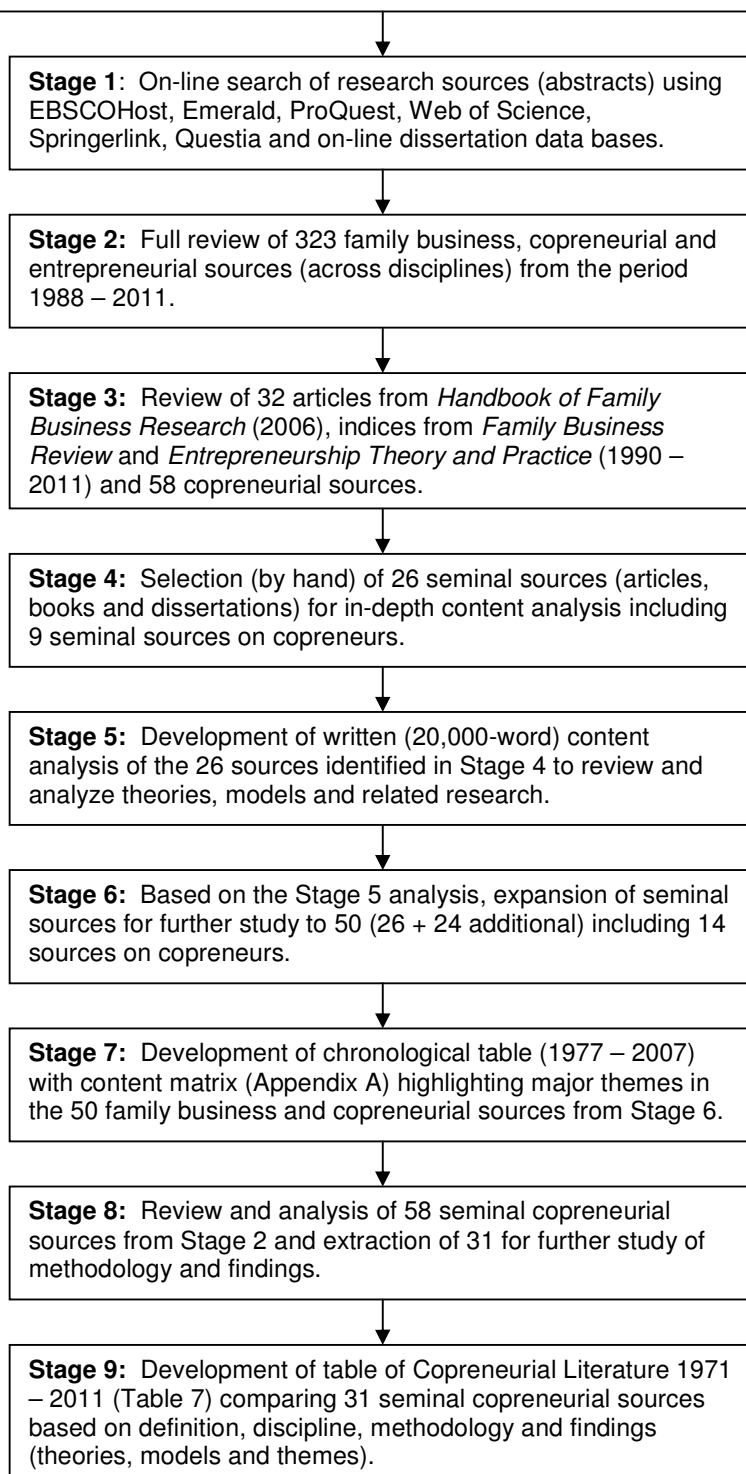 Stage 1:  On-line search of research sources (abstracts) using
EBSCOHost, Emerald, ProQuest, Web of Science,
Springerlink, Questia and on-line dissertation data bases.
Stage 2:  Full review of 323 family business, copreneurial and
entrepreneurial sources (across disciplines) from the period
1988 – 2011.
Stage 3:  Review of 32 articles from Handbook of Family
Business Research (2006), indices from Family Business
Review and Entrepreneurship Theory and Practice (1990 –
2011) and 58 copreneurial sources.
Stage 4:  Selection (by hand) of 26 seminal sources (articles,
books and dissertations) for in-depth content analysis including
9 seminal sources on copreneurs.
Stage 5:  Development of written (20,000-word) content
analysis of the 26 sources identified in Stage 4 to review and
analyze theories, models and related research.
Stage 6:  Based on the Stage 5 analysis, expansion of seminal
sources for further study to 50 (26 + 24 additional) including 14
sources on copreneurs.
Stage 7:  Development of chronological table (1977 – 2007)
with content matrix (Appendix A) highlighting major themes in
the 50 family business and copreneurial sources from Stage 6.
Stage 8:  Review and analysis of 58 seminal copreneurial
sources from Stage 2 and extraction of 31 for further study of
methodology and findings.
Stage 9:  Development of table of Copreneurial Literature 1971
– 2011 (Table 7) comparing 31 seminal copreneurial sources
based on definition, discipline, methodology and findings
(theories, models and themes).